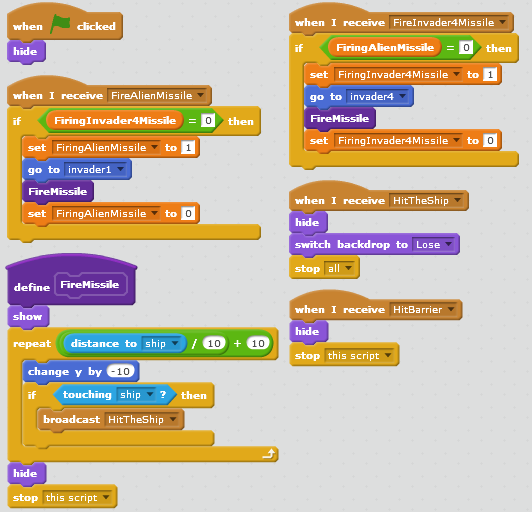 when clicked
hide
when I receive FireAlienMissile
if FiringInvader4Missile = 0 then
set FiringAlienMissile to 1
go to invader1
FireMissile
set FiringAlienMissile to 0
define FireMissile
show
repeat distance to ship / 10 + 10
change y by -10
if touching ship ? then
broadcast HitTheShip
hide
stop this script
when I receive FireInvader4Missile
if FiringAlienMissile = 0 then
set FiringInvader4Missile to 1
go to invader4
FireMissile
set FiringInvader4Missile to 0
when I receive HitTheShip
hide
switch backdrop to Lose
stop all
when I receive HitBarrier
hide
stop this script